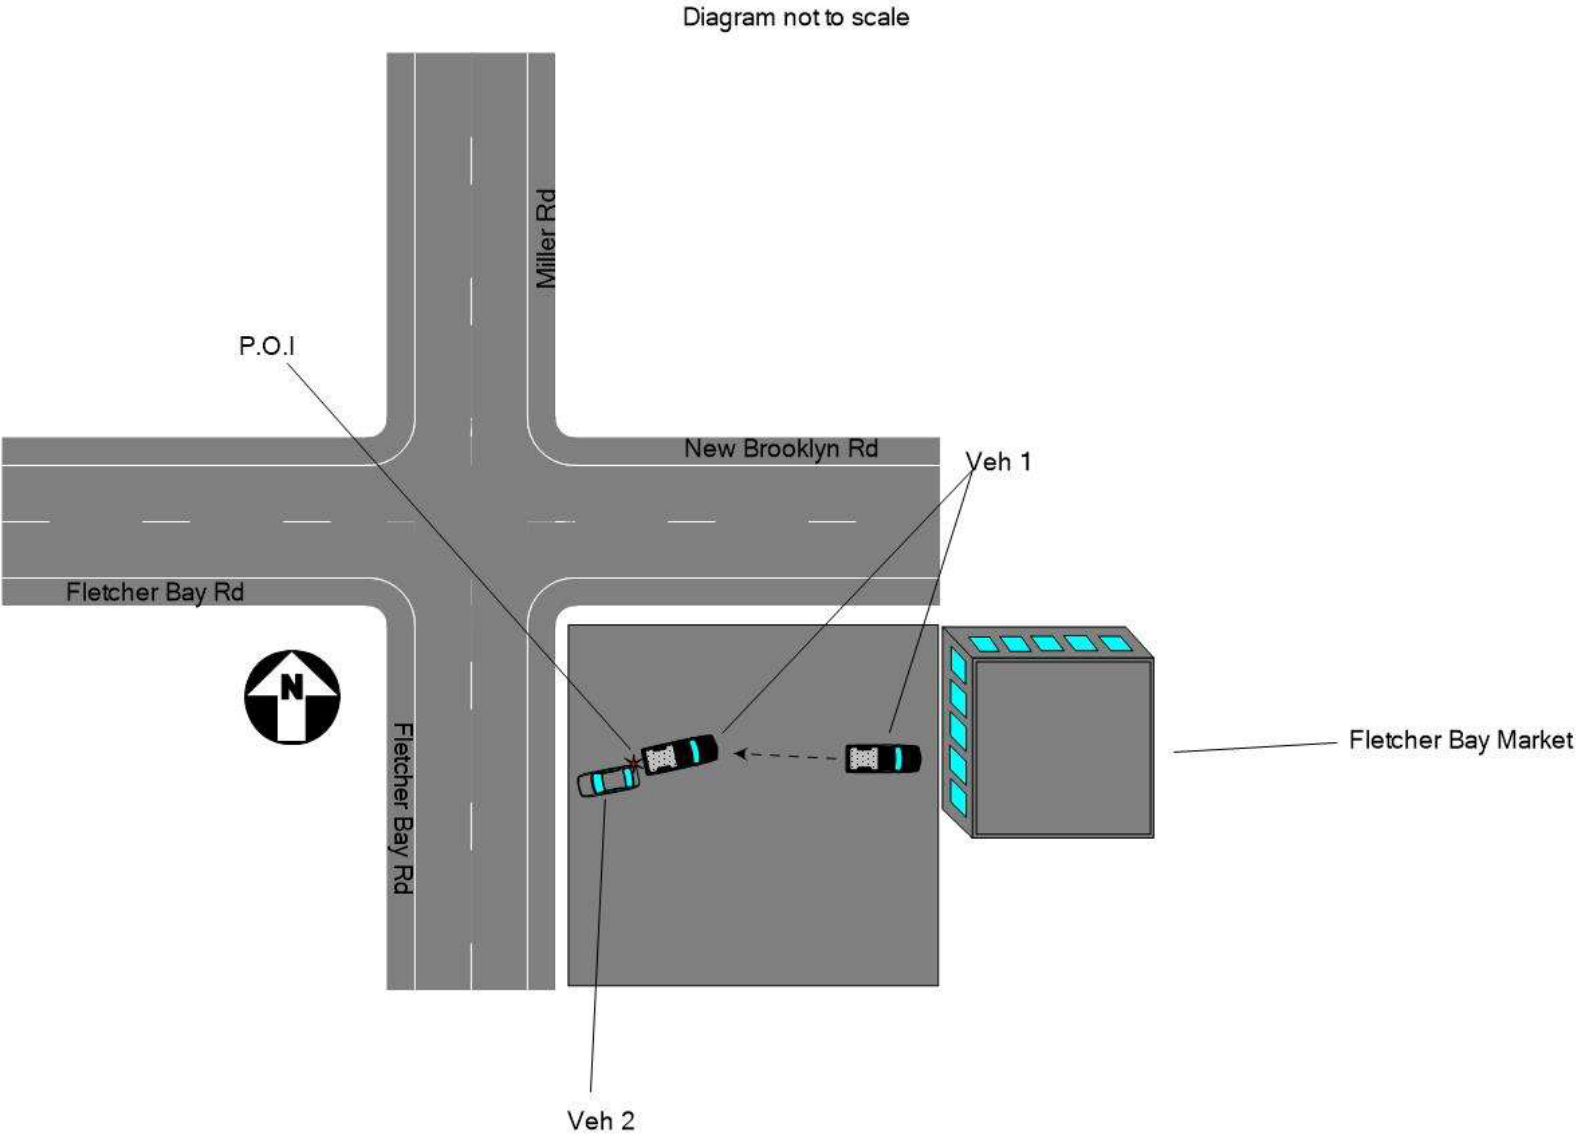 Diagram not to scale
Miller Rd
P.O.I
New Brooklyn Rd
Veh 1
Fletcher Bay Rd
N
Fletcher Bay Rd
Fletcher Bay Market
Veh 2